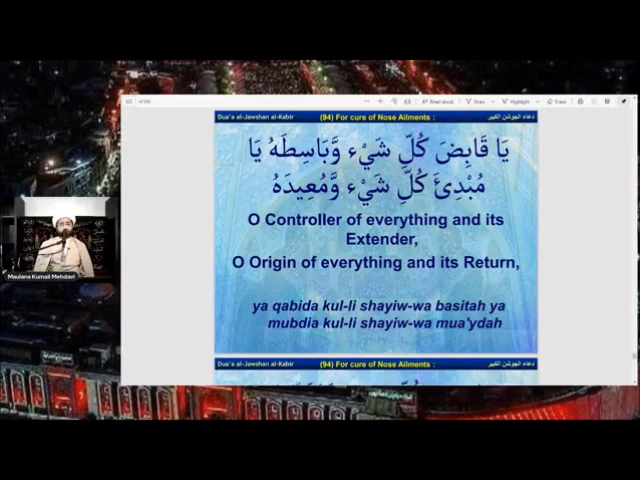 Read aloud Draw Highlight Erase
Dua'a al-Jawshan al-Kabir (94) For cure of Nose Ailments : دعاء الجوشن الكبير
يَا قَابِضَ كُلِّ شَيْءٍ وَّبَاسِطَهُ يَا
مُبْدِئَ كُلِّ شَيْءٍ وَّمُعِيدَهُ
O Controller of everything and its
Extender,
O Origin of everything and its Return,
ya qabida kul-li shayiw-wa basitah ya
mubdia kul-li shayiw-wa mua'ydah
Maulana Kumail Mehdavi
Dua'a al-Jawshan al-Kabir (94) For cure of Nose Ailments : دعاء الجوشن الكبير